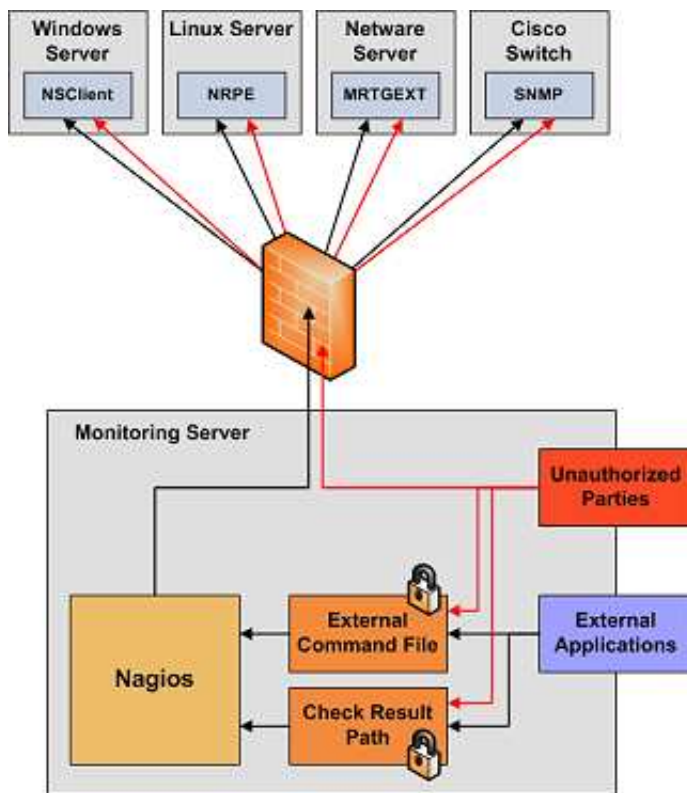 Windows Server
Linux Server
Netware Server
Cisco Switch
NSClient
NRPE
MRTGEXT
SNMP
Monitoring Server
Unauthorized
Parties
External
Command File
External
Applications
Nagios
Check Result
Path